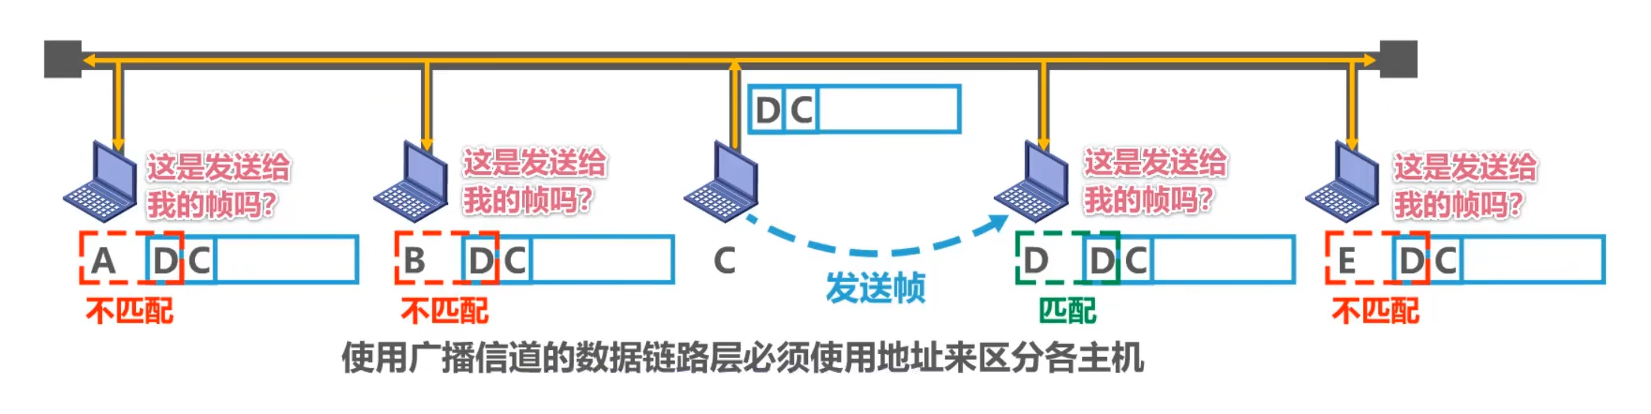 D C
这是发送给
我的帧吗?
这是发送给
我的帧吗?
这是发送给
我的帧吗?
这是发送给
我的帧吗?
A D C
B D C
C
D D C
E D C
发送帧
不匹配
不匹配
匹配
不匹配
使用广播信道的数据链路层必须使用地址来区分各主机